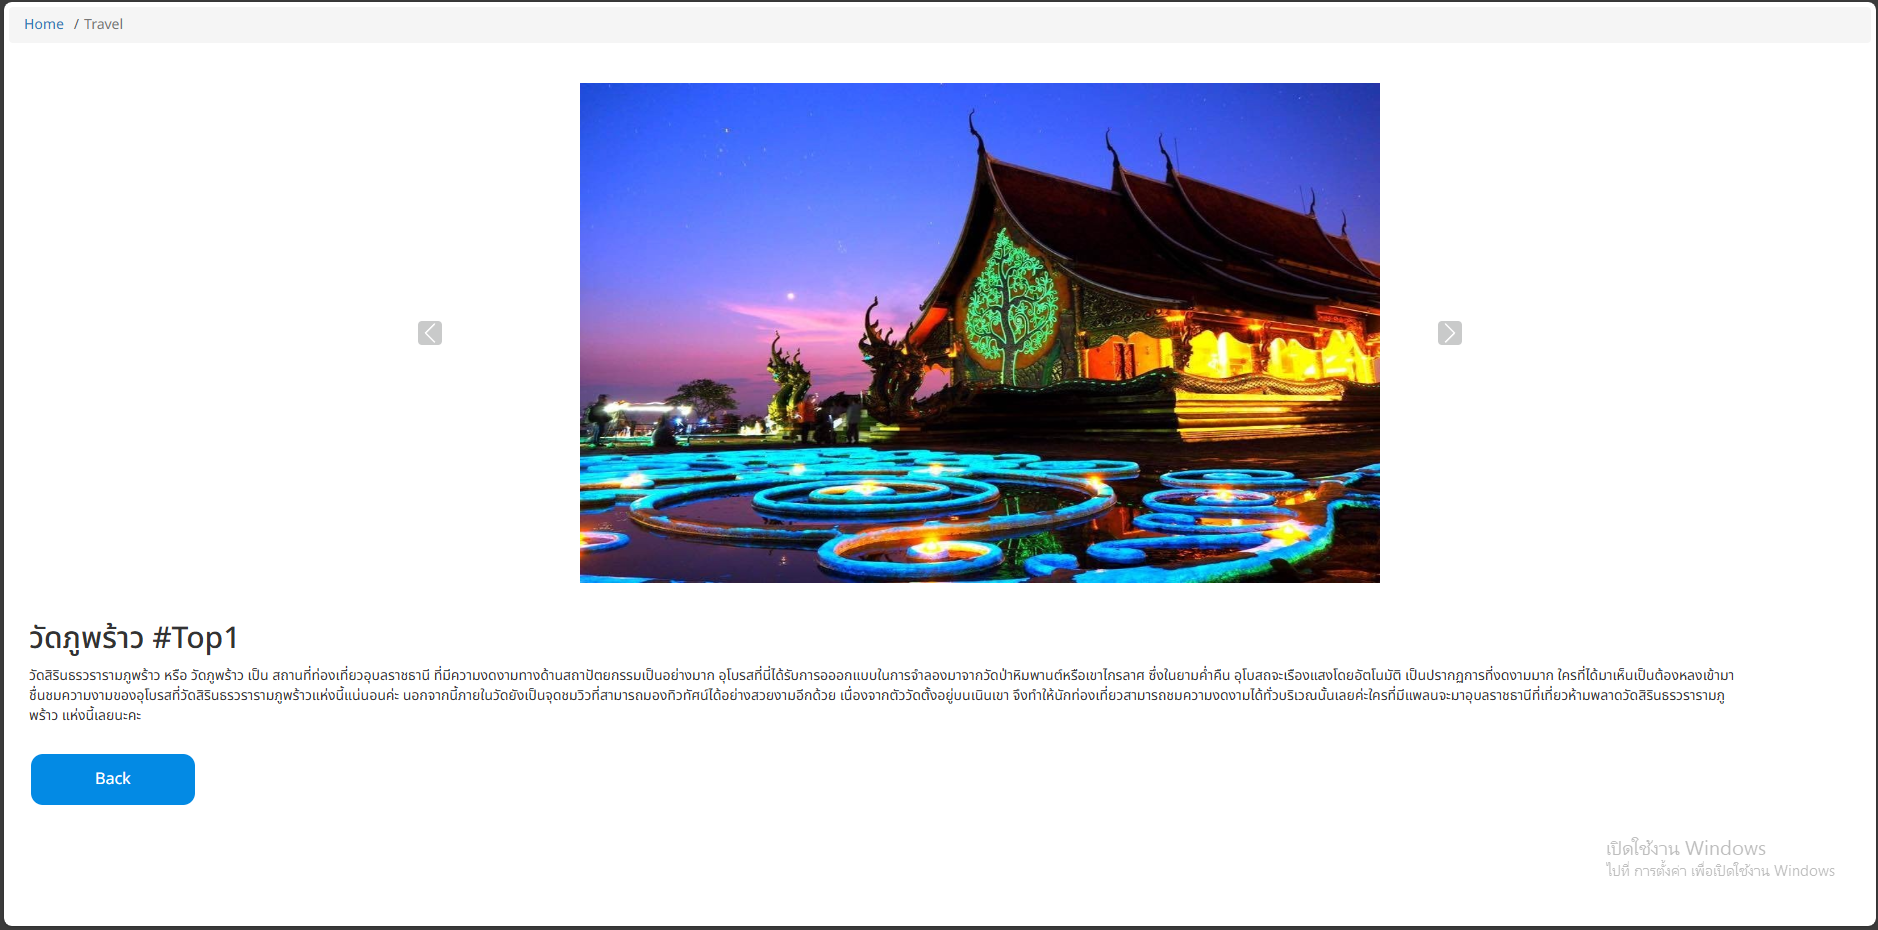 Home / Travel
วัดภูพร้าว #Top1
วัดสิรินธรวรารามภูพร้าว หรือ วัดภูพร้าว เป็น สถานที่ท่องเที่ยวอุบลราชธานี ที่มีความงดงามทางด้านสถาปัตยกรรมเป็นอย่างมาก อุโบรสที่นี่ได้รับการอออกแบบในการจำลองมาจากวัดป่าหิมพานต์หรือเขาไกรลาศ ซึ่งในยามค่ำคืน อุโบสถจะเรืองแสงโดยอัตโนมัติ เป็นปรากฏการที่งดงามมาก ใครที่ได้มาเห็นเป็นต้องหลงเข้ามา
ชื่นชมความงามของอุโบรสที่วัดสิรินธรวรารามภูพร้าวแห่งนี้แน่นอนค่ะ นอกจากนี้ภายในวัดยังเป็นจุดชมวิวที่สามารถมองทิวทัศน์ได้อย่างสวยงามอีกด้วย เนื่องจากตัววัดตั้งอยู่บนเนินเขา จึงทำให้นักท่องเที่ยวสามารถชมความงดงามได้ทั่วบริเวณนั้นเลยค่ะใครที่มีแพลนจะมาอุบลราชธานีที่เที่ยวห้ามพลาดวัดสิรินธรวรารามภู
พร้าว แห่งนี้เลยนะคะ
Back
เปิดใช้งาน Windows
ไปที่ การตั้งค่า เพื่อเปิดใช้งาน Windows